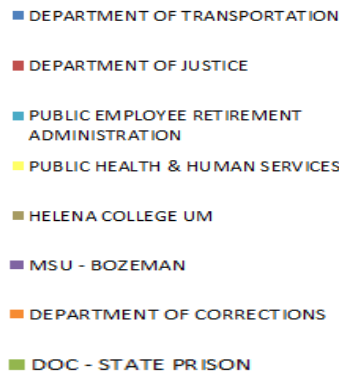 DEPARTMENT OF TRANSPORTATION
DEPARTMENT OF JUSTICE
PUBLIC EMPLOYEE RETIREMENT
ADMINISTRATION
PUBLIC HEALTH & HUMAN SERVICES
HELENA COLLEGE UM
MSU - BOZEMAN
DEPARTMENT OF CORRECTIONS
DOC - STATE PRISON